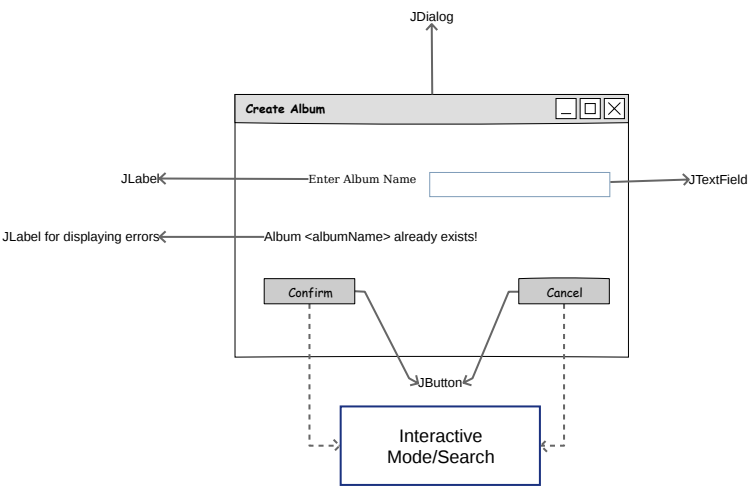 JDialog
Create Album
JLabel
Enter Album Name
JTextField
JLabel for displaying errors
Album <albumName> already exists!
Confirm
Cancel
JButton
Interactive
Mode/Search